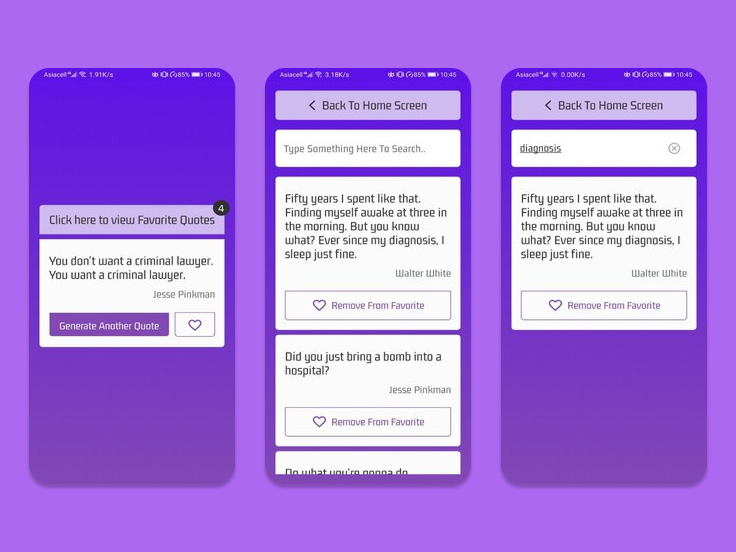 Asiacell 1.91K/s 85% 10:45
Click here to view Favorite Quotes
4
You don't want a criminal lawyer.
You want a criminal lawyer.
Jesse Pinkman
Generate Another Quote
Asiacell 3.18K/s 85% 10:45
Back To Home Screen
Type Something Here To Search..
Fifty years I spent like that.
Finding myself awake at three in
the morning. But you know
what? Ever since my diagnosis, I
sleep just fine.
Walter White
Remove From Favorite
Did you just bring a bomb into a
hospital?
Jesse Pinkman
Remove From Favorite
Do what you're gonna do
Asiacell 0.00K/s 85% 10:45
Back To Home Screen
diagnosis
Fifty years I spent like that.
Finding myself awake at three in
the morning. But you know
what? Ever since my diagnosis, I
sleep just fine.
Walter White
Remove From Favorite